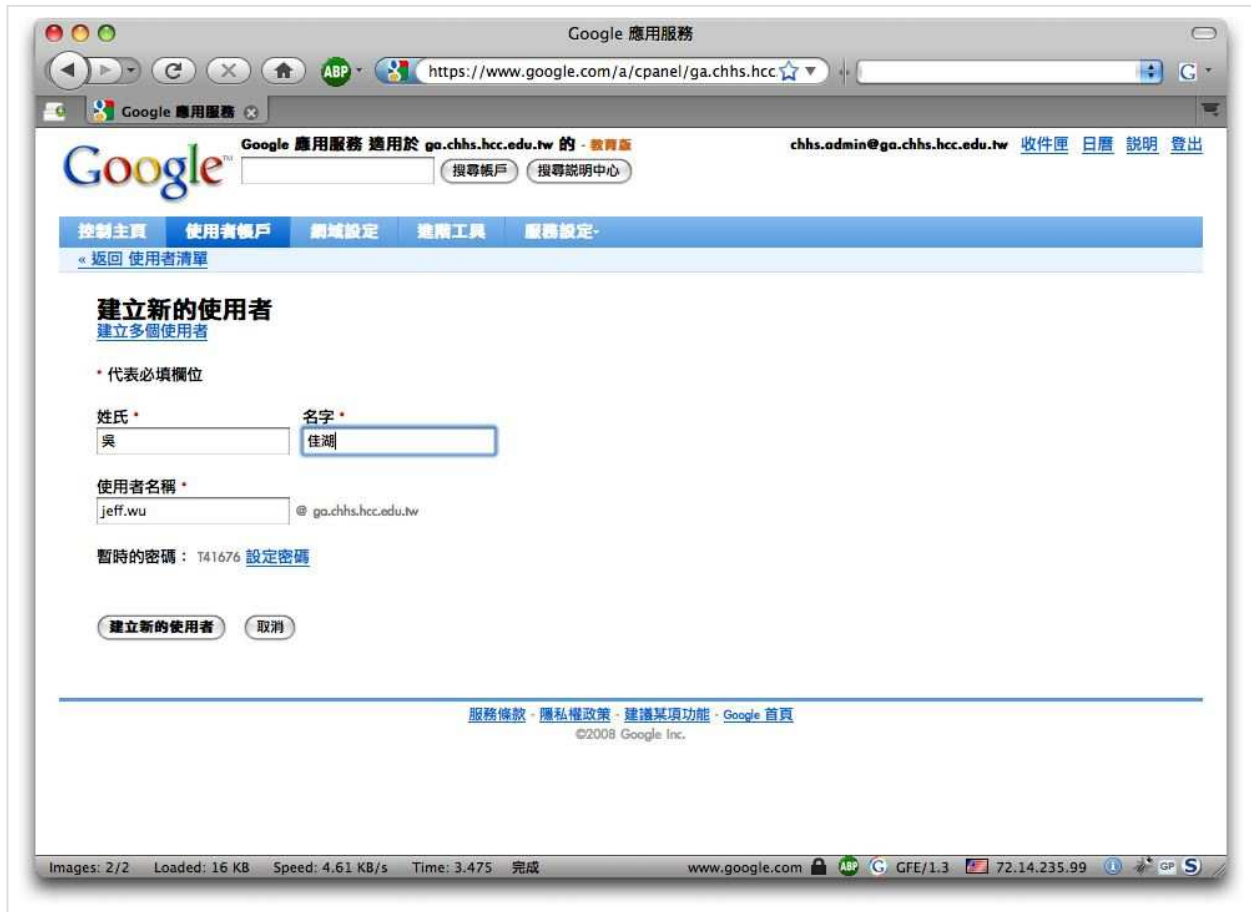 Google 應用服務
ABP
https://www.google.com/a/cpanel/ga.chhs.hcc
G
Google 應用服務
Google™
Google 應用服務 適用於 ga.chhs.hcc.edu.tw 的 - 教育版
chhs.admin@ga.chhs.hcc.edu.tw 收件匣 日曆 說明 登出
搜尋帳戶 搜尋說明中心
控制主頁 使用者帳戶 網域設定 進階工具 服務設定
« 返回 使用者清單
建立新的使用者
建立多個使用者
* 代表必填欄位
姓氏 * 名字 *
吳 佳湖
使用者名稱 *
jeff.wu @ ga.chhs.hcc.edu.tw
暫時的密碼： T41676 設定密碼
建立新的使用者 取消
服務條款 - 隱私權政策 - 建議某項功能 - Google 首頁
©2008 Google Inc.
Images: 2/2 Loaded: 16 KB Speed: 4.61 KB/s Time: 3.475 完成 www.google.com ABP G GFE/1.3 72.14.235.99 GP S